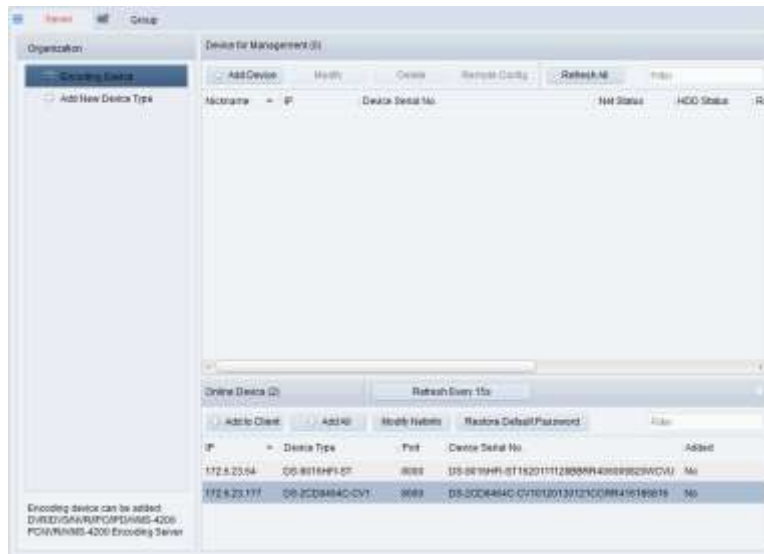 Server Group
Organization
Encoding Device
Add New Device Type
Encoding device can be added:
DVR/DVS/NVR/IPC/IPD/iVMS-4200
PCNVR/iVMS-4200 Encoding Server
Device for Management (0)
Add Device Modify Delete Remote Config Refresh All Filter
Nickname IP Device Serial No. Net Status HDD Status R
Online Device (2) Refresh Every 15s
Add to Client Add All Modify Netinfo Restore Default Password Filter
IP Device Type Port Device Serial No. Added
172.6.23.64 DS-9016HFI-ST 8000 No
172.6.23.177 8000 No